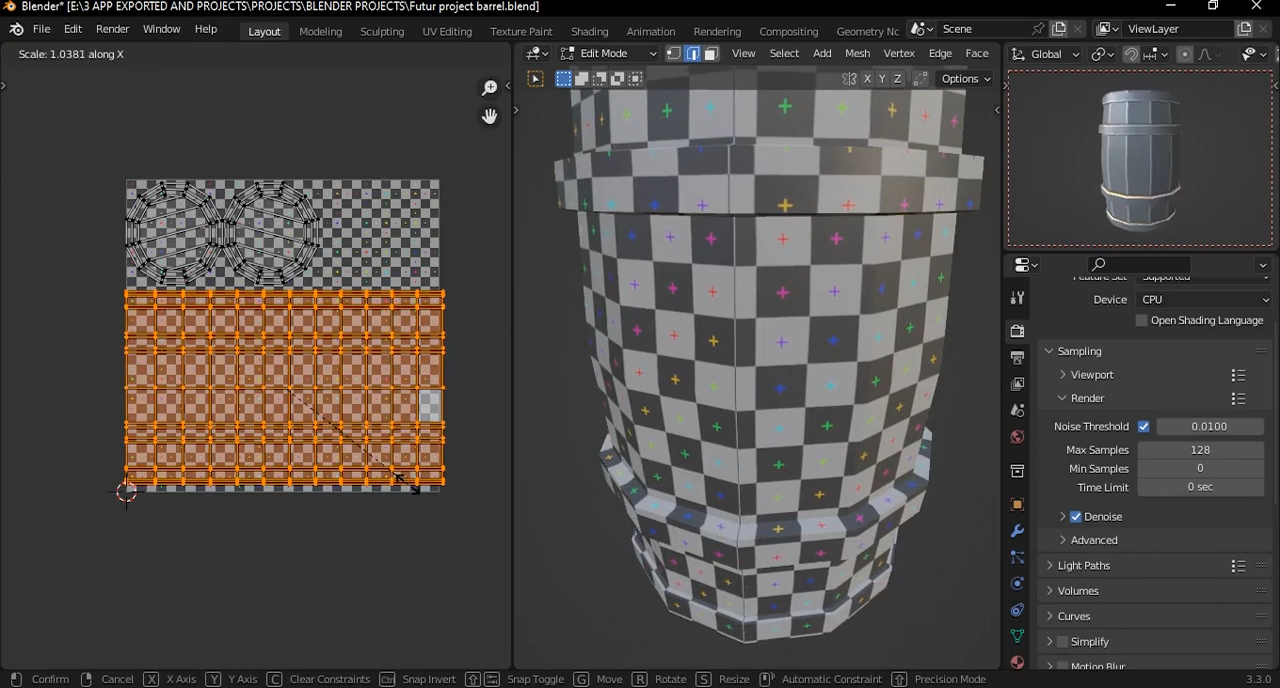 Blender* [E:\3 APP EXPORTED AND PROJECTS\PROJECTS\BLENDER PROJECTS\Futur project barrel.blend]
File Edit Render Window Help Layout Modeling Sculpting UV Editing Texture Paint Shading Animation Rendering Compositing Geometry Nc Scene ViewLayer
Scale: 1.0381 along X
Edit Mode View Select Add Mesh Vertex Edge Face Global
X Y Z Options
Feature Set Supported
Device CPU
Open Shading Language
Sampling
Viewport
Render
Noise Threshold 0.0100
Max Samples 128
Min Samples 0
Time Limit 0 sec
Denoise
Advanced
Light Paths
Volumes
Curves
Simplify
Motion Blur
Confirm Cancel X X Axis Y Y Axis C Clear Constraints Ctrl Snap Invert Snap Toggle G Move R Rotate S Resize Automatic Constraint Precision Mode 3.3.0